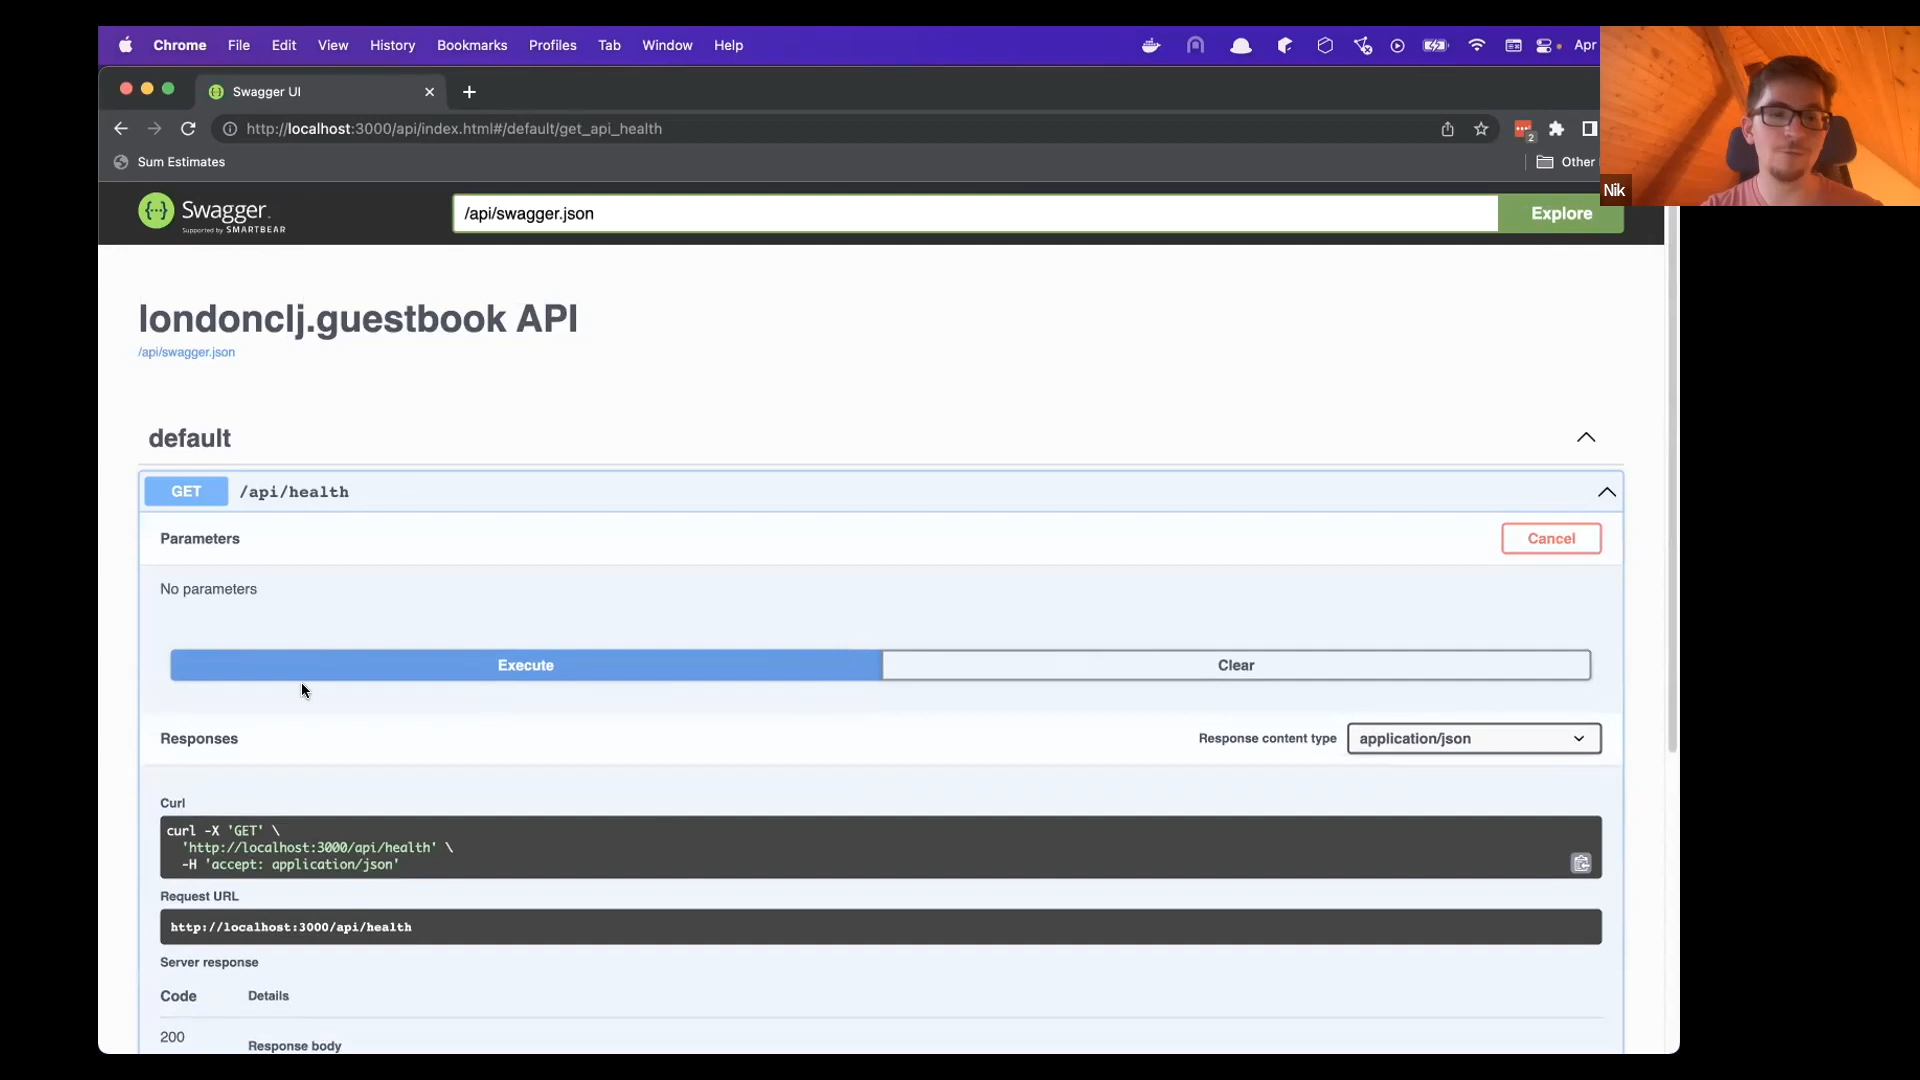 Chrome File Edit View History Bookmarks Profiles Tab Window Help Apr
Swagger UI
http://localhost:3000/api/index.html#/default/get_api_health
2
Sum Estimates
Other
Nik
Swagger.
Supported by SMARTBEAR
/api/swagger.json
Explore
londonclj.guestbook API
/api/swagger.json
default
GET /api/health
Parameters
Cancel
No parameters
Execute
Clear
Responses
Response content type
application/json
Curl
curl -X 'GET' \
'http://localhost:3000/api/health' \
-H 'accept: application/json'
Request URL
http://localhost:3000/api/health
Server response
Code
Details
200
Response body